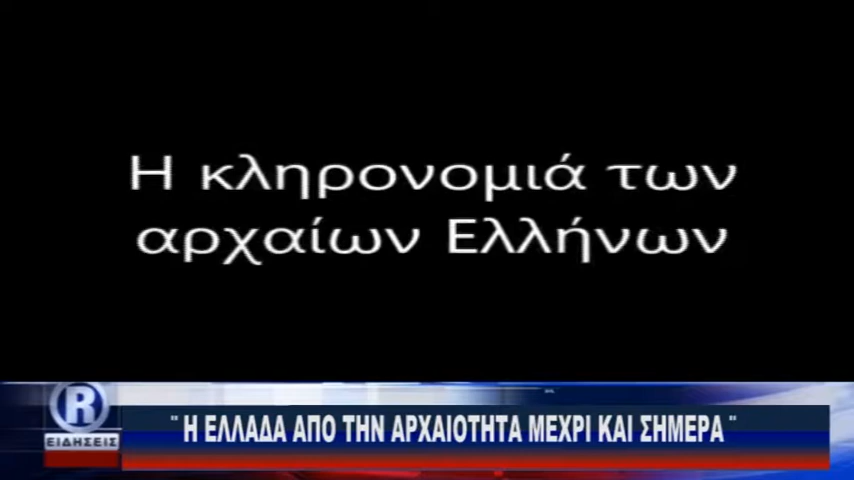 Η κληρονομιά των
αρχαίων Ελλήνων
R
ΕΙΔΗΣΕΙΣ
" Η ΕΛΛΑΔΑ ΑΠΟ ΤΗΝ ΑΡΧΑΙΟΤΗΤΑ ΜΕΧΡΙ ΚΑΙ ΣΗΜΕΡΑ "